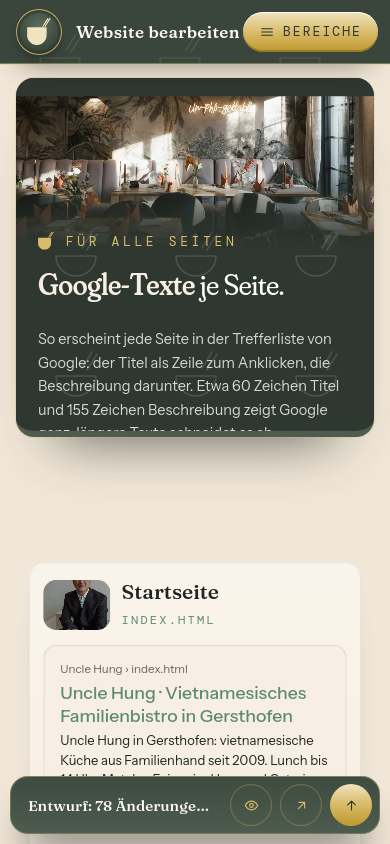 Website bearbeiten
BEREICHE
FÜR ALLE SEITEN
Google-Texte je Seite.
So erscheint jede Seite in der Trefferliste von
Google: der Titel als Zeile zum Anklicken, die
Beschreibung darunter. Etwa 60 Zeichen Titel
und 155 Zeichen Beschreibung zeigt Google
Startseite
INDEX.HTML
Uncle Hung › index.html
Uncle Hung · Vietnamesisches
Familienbistro in Gersthofen
Uncle Hung in Gersthofen: vietnamesische
Küche aus Familienhand seit 2009. Lunch bis
Entwurf: 78 Änderunge...